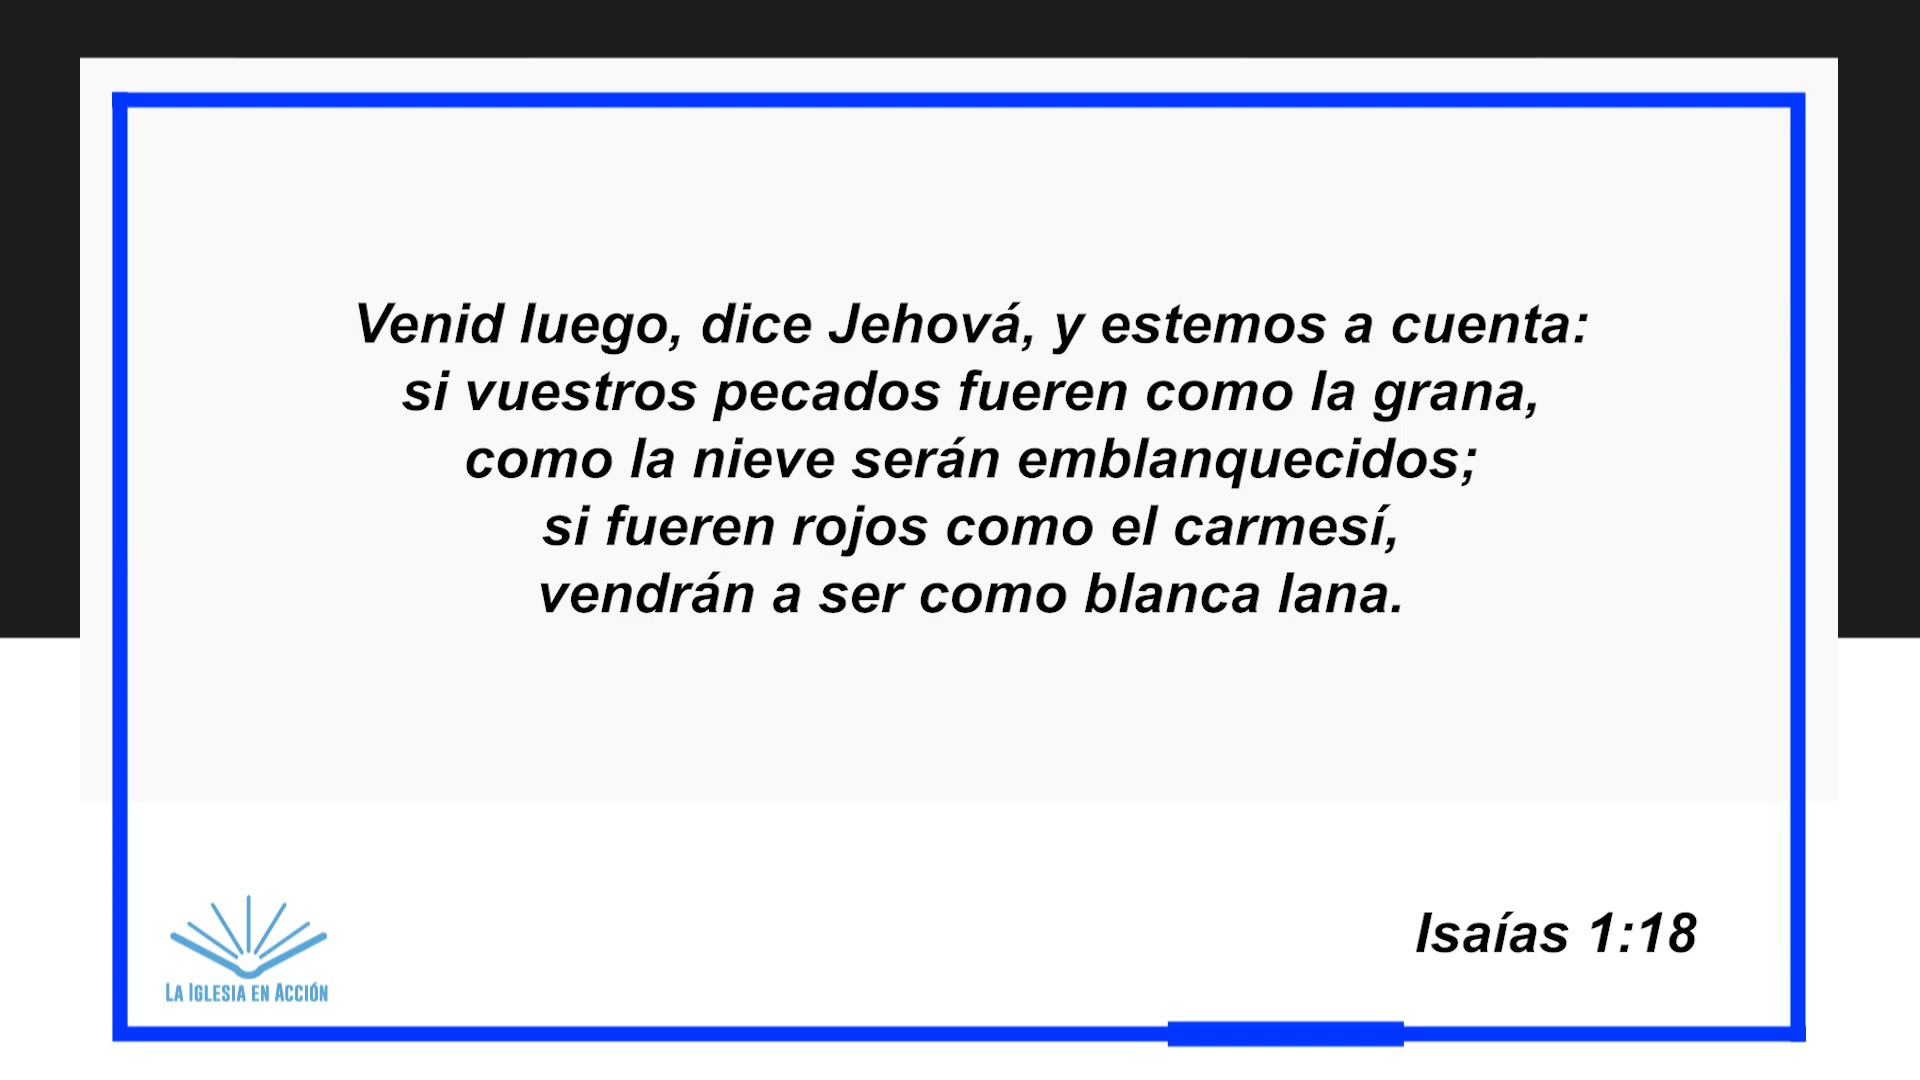 Venid luego, dice Jehová, y estemos a cuenta:
si vuestros pecados fueren como la grana,
como la nieve serán emblanquecidos;
si fueren rojos como el carmesí,
vendrán a ser como blanca lana.
Isaías 1:18
LA IGLESIA EN ACCIÓN